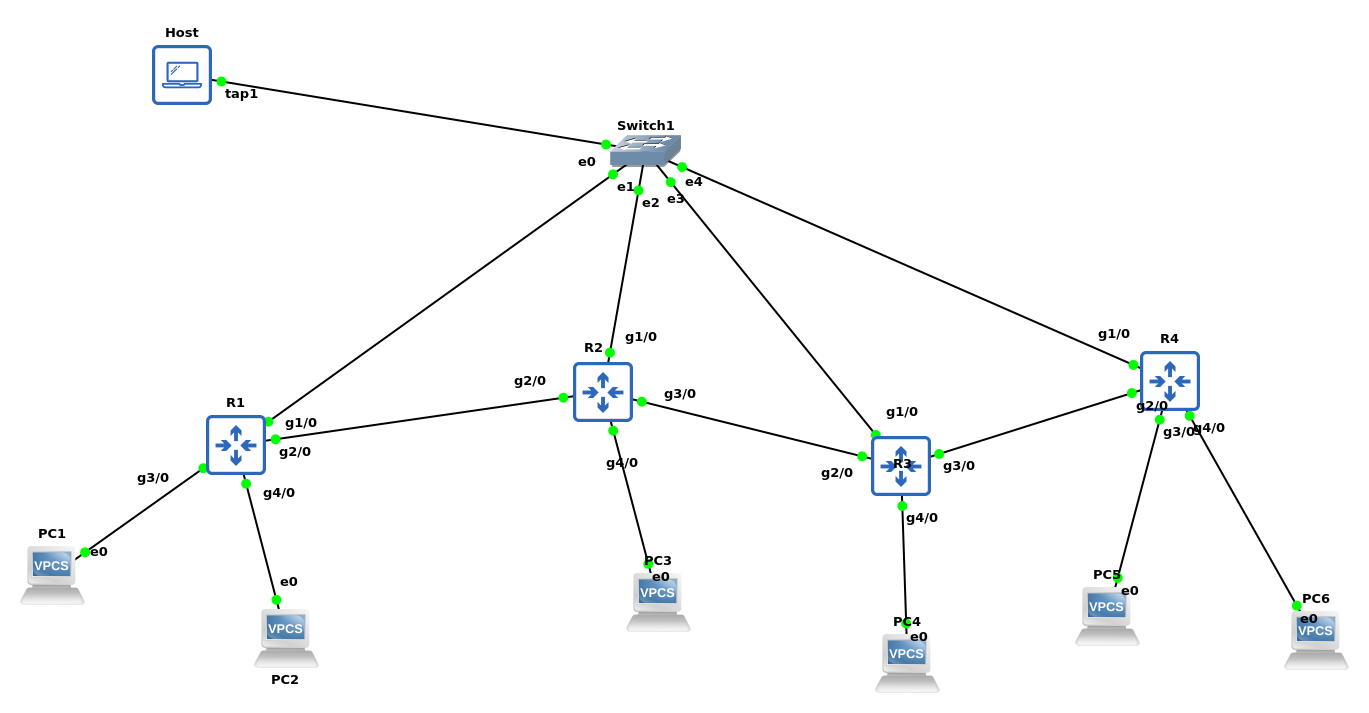 Host
tap1
Switch1
e0
e1
e2
e3
e4
R1
g1/0
g2/0
g3/0
g4/0
R2
g1/0
g2/0
g3/0
g4/0
R3
g1/0
g2/0
g3/0
g4/0
R4
g1/0
g2/0
g3/0
g4/0
PC1
e0
VPCS
e0
VPCS
PC2
PC3
e0
VPCS
PC4
e0
VPCS
PC5
e0
VPCS
PC6
e0
VPCS